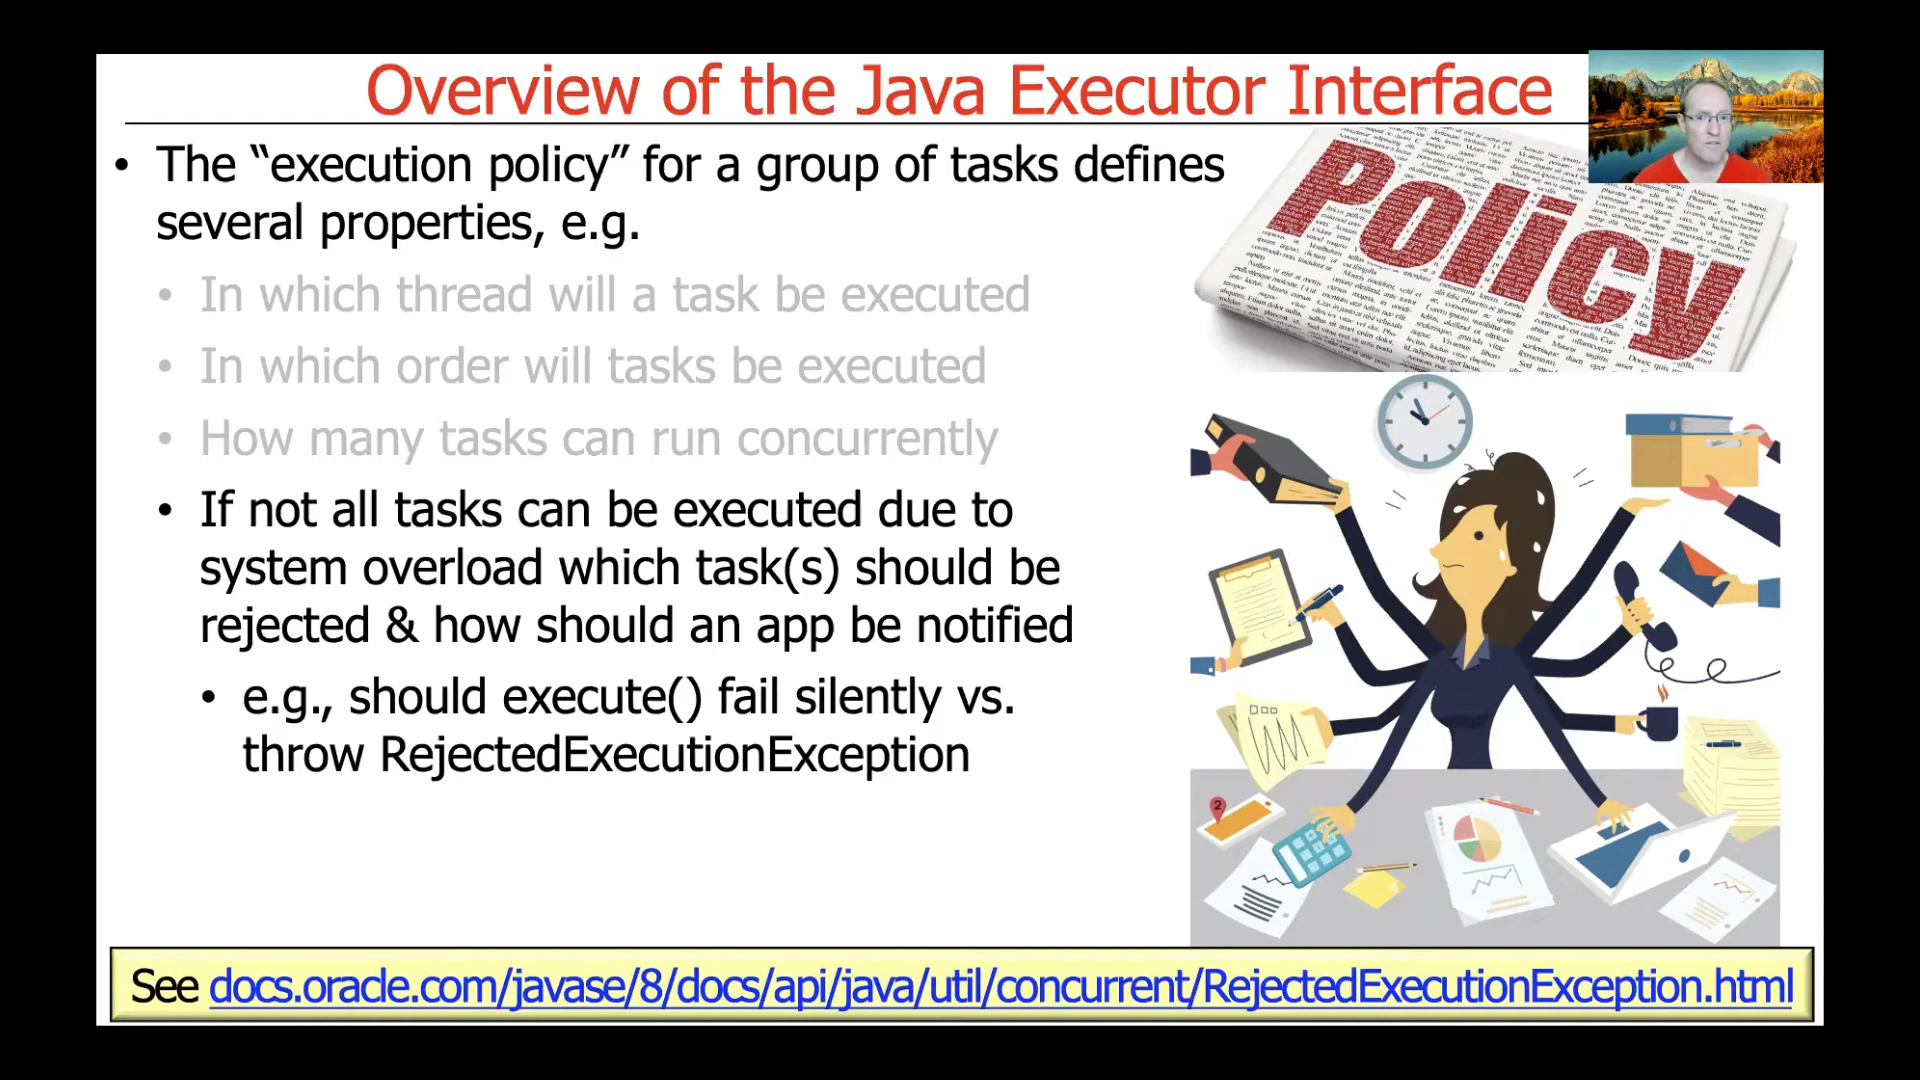 Overview of the Java Executor Interface
• The “execution policy” for a group of tasks defines
several properties, e.g.
• In which thread will a task be executed
• In which order will tasks be executed
• How many tasks can run concurrently
• If not all tasks can be executed due to
system overload which task(s) should be
rejected & how should an app be notified
• e.g., should execute() fail silently vs.
throw RejectedExecutionException
Policy
2
See docs.oracle.com/javase/8/docs/api/java/util/concurrent/RejectedExecutionException.html